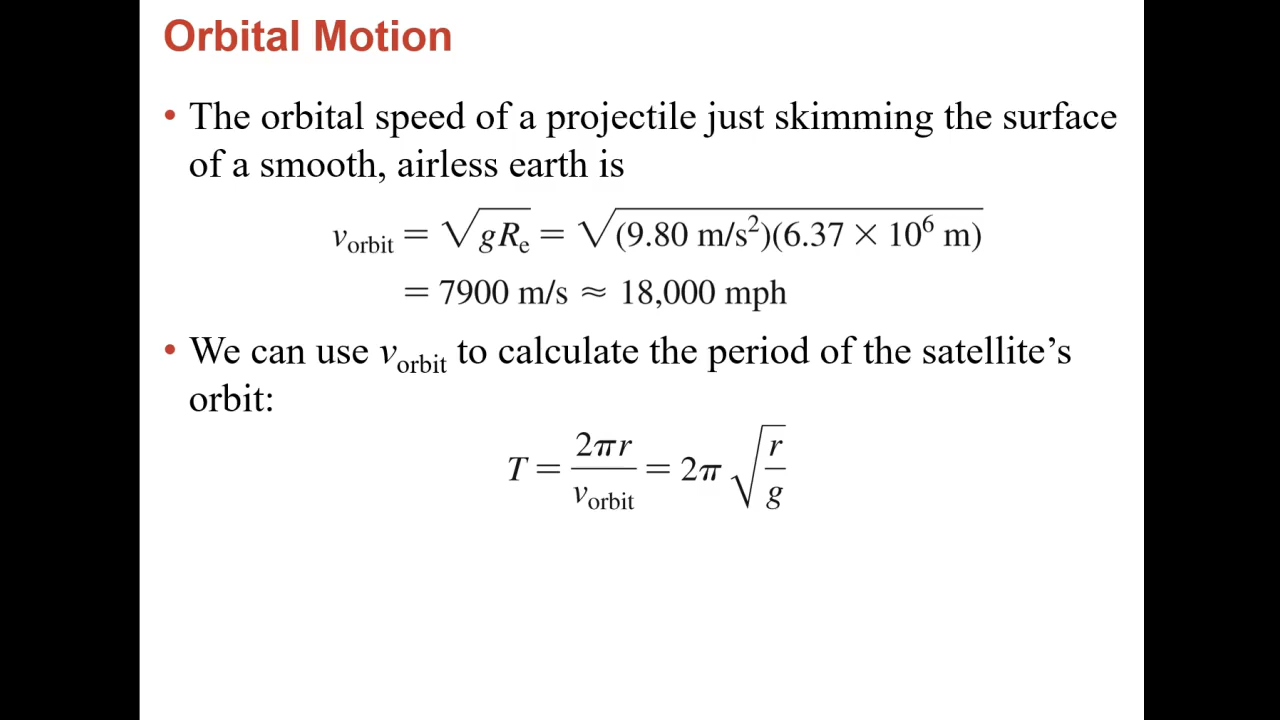 Orbital Motion
• The orbital speed of a projectile just skimming the surface
of a smooth, airless earth is
v_orbit = √(gR_e) = √((9.80 m/s²)(6.37 × 10⁶ m))
= 7900 m/s ≈ 18,000 mph
• We can use v_orbit to calculate the period of the satellite’s
orbit:
T = 2πr / v_orbit = 2π √(r/g)